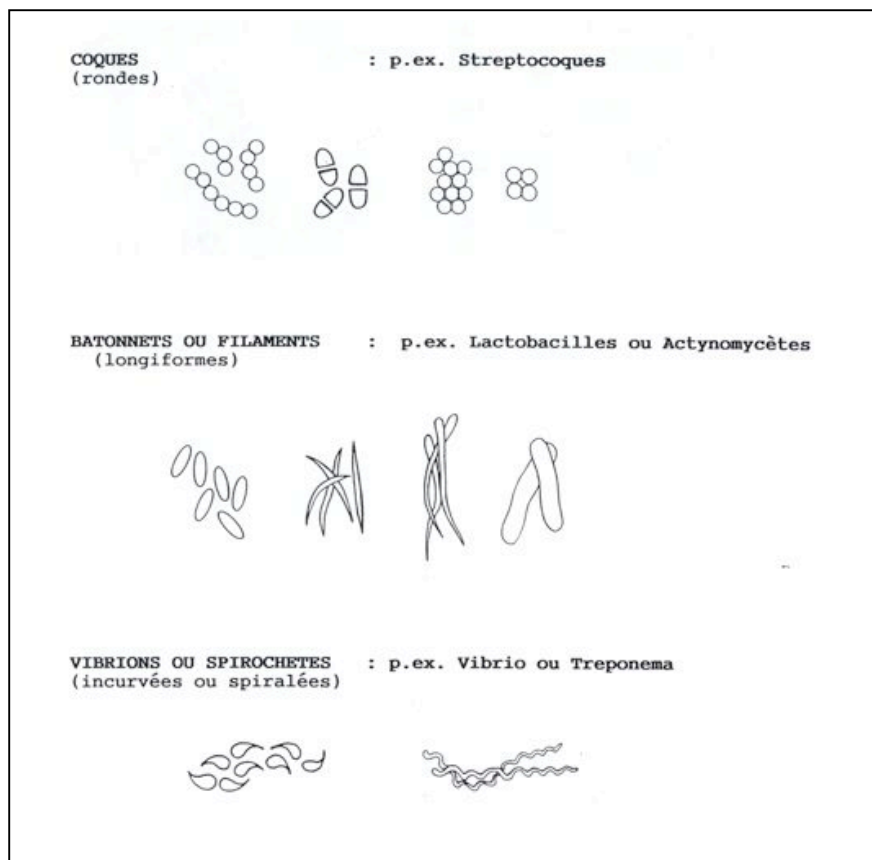 COQUES : p.ex. Streptocoques
(rondes)
BATONNETS OU FILAMENTS : p.ex. Lactobacilles ou Actynomycètes
(longiformes)
VIBRIONS OU SPIROCHETES : p.ex. Vibrio ou Treponema
(incurvées ou spiralées)